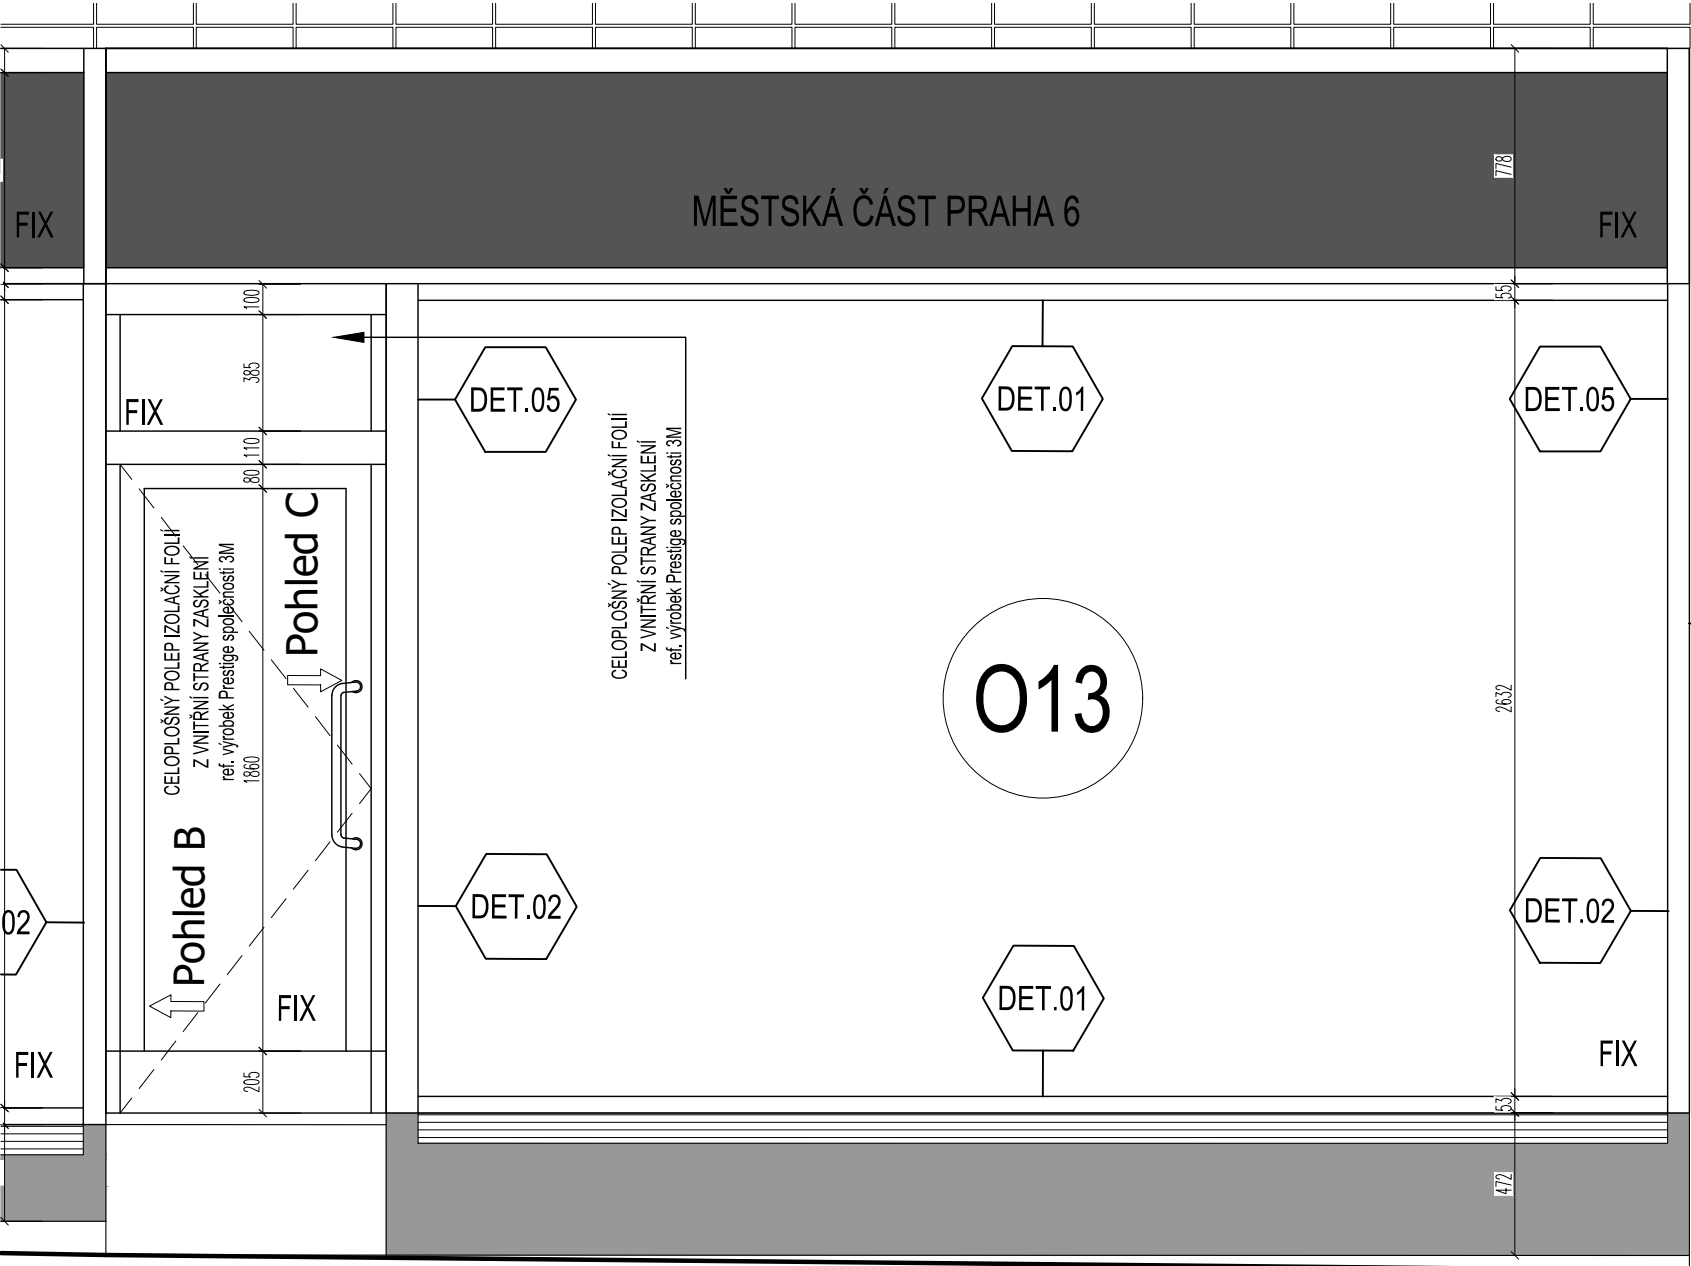 MĚSTSKÁ ČÁST PRAHA 6
FIX
FIX
778
100
55
385
FIX
DET.05
DET.01
DET.05
110
80
CELOPLOŠNÝ POLEP IZOLAČNÍ FOLIÍ
Z VNITŘNÍ STRANY ZASKLENÍ
ref. výrobek Prestige společnosti 3M
Pohled C
CELOPLOŠNÝ POLEP IZOLAČNÍ FOLIÍ
Z VNITŘNÍ STRANY ZASKLENÍ
ref. výrobek Prestige společnosti 3M
1860
O13
2632
Pohled B
02
DET.02
DET.02
FIX
DET.01
FIX
FIX
205
53
472